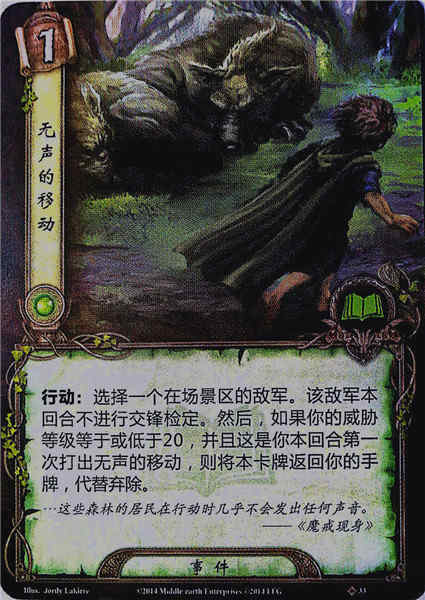 1
无声的移动
行动：选择一个在场景区的敌军。该敌军本
回合不进行交锋检定。然后，如果你的威胁
等级等于或低于20，并且这是你本回合第一
次打出无声的移动，则将本卡牌返回你的手
牌，代替弃除。
…这些森林的居民在行动时几乎不会发出任何声音。
——《魔戒现身》
事件
Illus. Jordy Lakiere ©2014 Middle-earth Enterprises ©2014 FFG 33